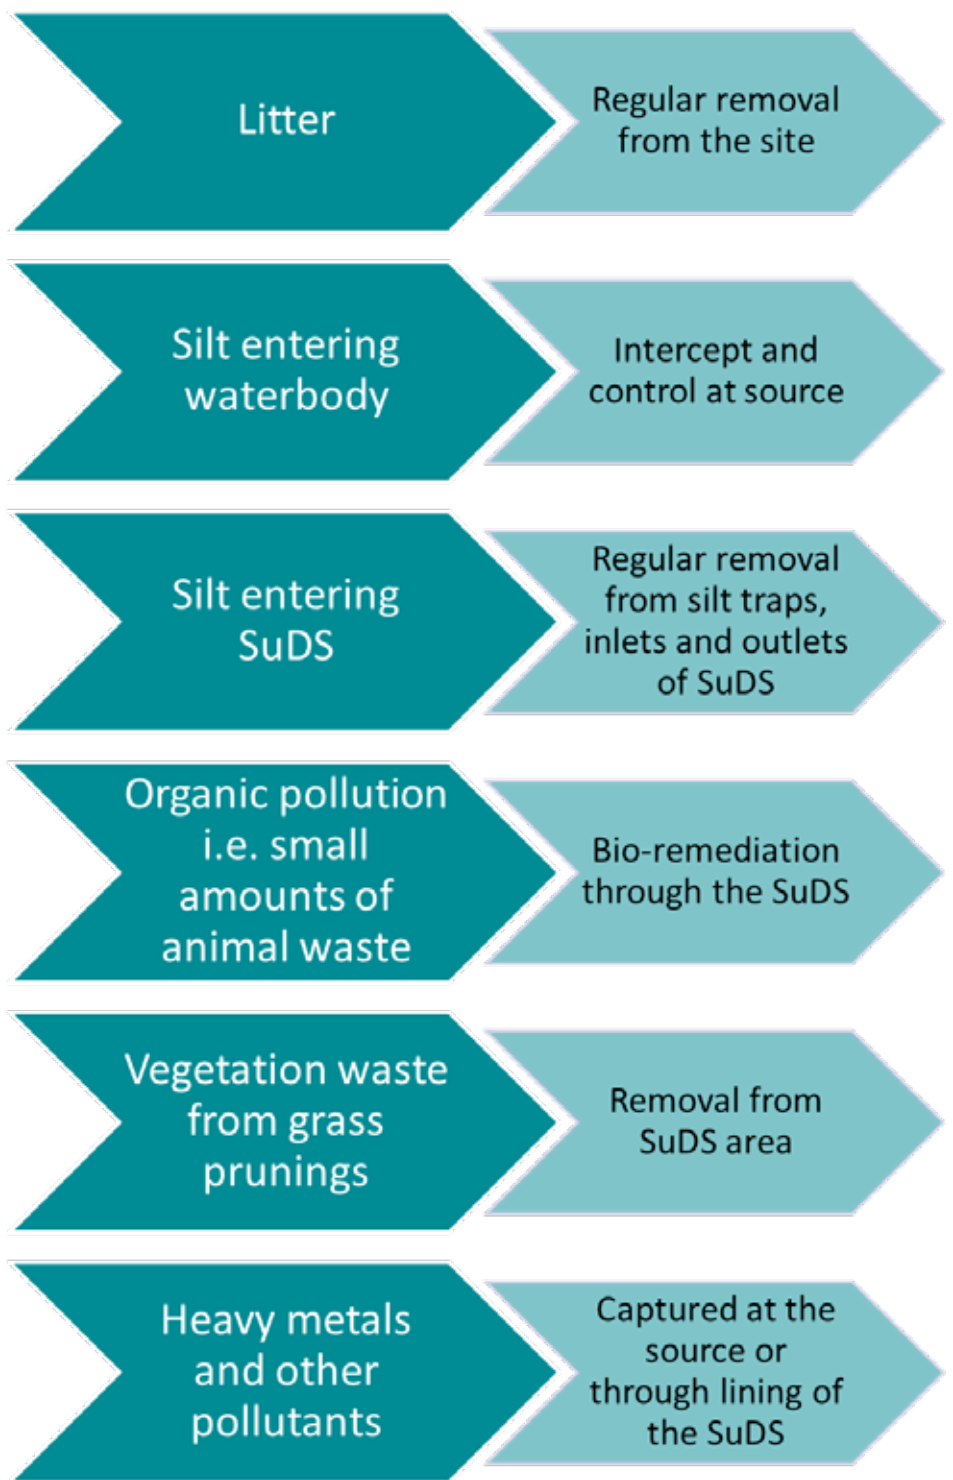 Litter
Regular removal
from the site
Silt entering
waterbody
Intercept and
control at source
Silt entering
SuDS
Regular removal
from silt traps,
inlets and outlets
of SuDS
Organic pollution
i.e. small
amounts of
animal waste
Bio-remediation
through the SuDS
Vegetation waste
from grass
prunings
Removal from
SuDS area
Heavy metals
and other
pollutants
Captured at the
source or
through lining of
the SuDS